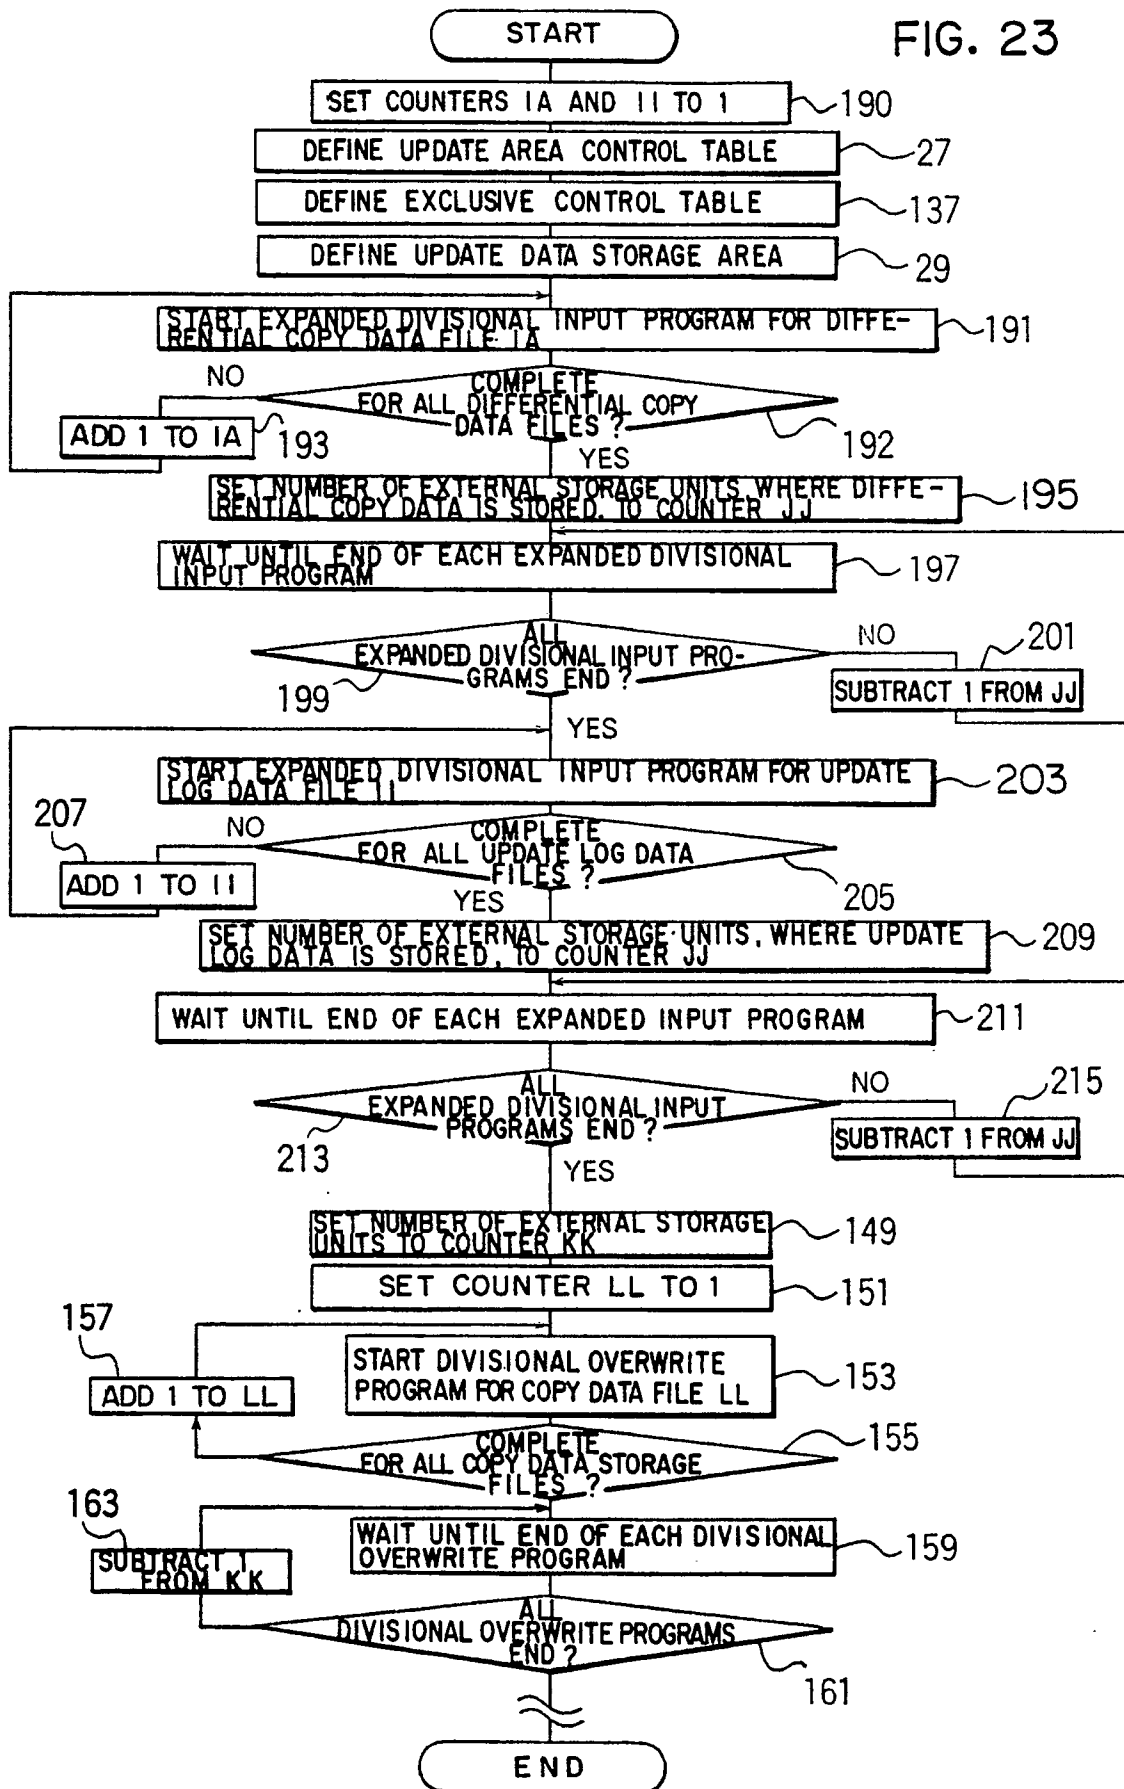 START
FIG. 23
SET COUNTERS IA AND II TO 1
190
DEFINE UPDATE AREA CONTROL TABLE
27
DEFINE EXCLUSIVE CONTROL TABLE
137
DEFINE UPDATE DATA STORAGE AREA
29
START EXPANDED DIVISIONAL INPUT PROGRAM FOR DIFFE-
RENTIAL COPY DATA FILE IA
191
NO
COMPLETE
FOR ALL DIFFERENTIAL COPY
DATA FILES ?
192
ADD 1 TO IA
193
YES
SET NUMBER OF EXTERNAL STORAGE UNITS, WHERE DIFFE-
RENTIAL COPY DATA IS STORED, TO COUNTER JJ
195
WAIT UNTIL END OF EACH EXPANDED DIVISIONAL
INPUT PROGRAM
197
ALL
EXPANDED DIVISIONAL INPUT PRO-
GRAMS END ?
199
NO
201
SUBTRACT 1 FROM JJ
YES
START EXPANDED DIVISIONAL INPUT PROGRAM FOR UPDATE
LOG DATA FILE II
203
207
NO
COMPLETE
FOR ALL UPDATE LOG DATA
FILES ?
205
ADD 1 TO II
YES
SET NUMBER OF EXTERNAL STORAGE UNITS, WHERE UPDATE
LOG DATA IS STORED, TO COUNTER JJ
209
WAIT UNTIL END OF EACH EXPANDED INPUT PROGRAM
211
ALL
EXPANDED DIVISIONAL INPUT
PROGRAMS END ?
213
NO
215
SUBTRACT 1 FROM JJ
YES
SET NUMBER OF EXTERNAL STORAGE
UNITS TO COUNTER KK
149
SET COUNTER LL TO 1
151
157
START DIVISIONAL OVERWRITE
PROGRAM FOR COPY DATA FILE LL
153
ADD 1 TO LL
COMPLETE
FOR ALL COPY DATA STORAGE
FILES ?
155
163
WAIT UNTIL END OF EACH DIVISIONAL
OVERWRITE PROGRAM
159
SUBTRACT 1
FROM KK
ALL
DIVISIONAL OVERWRITE PROGRAMS
END ?
161
END